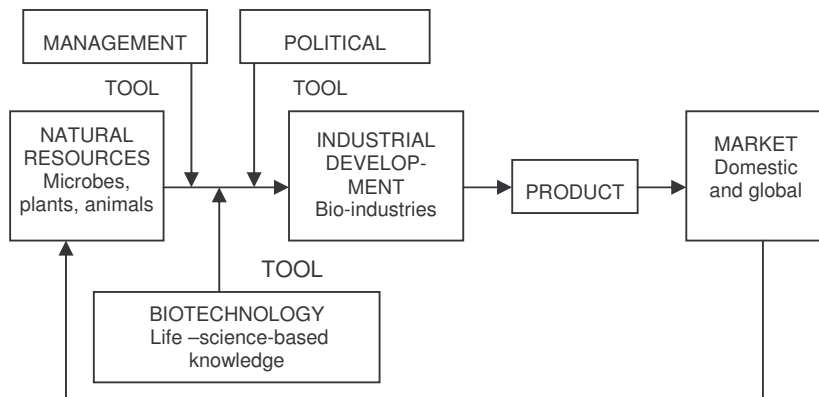 MANAGEMENT
POLITICAL
TOOL
TOOL
NATURAL
RESOURCES
Microbes,
plants, animals
INDUSTRIAL
DEVELOP-
MENT
Bio-industries
PRODUCT
MARKET
Domestic
and global
TOOL
BIOTECHNOLOGY
Life –science-based
knowledge